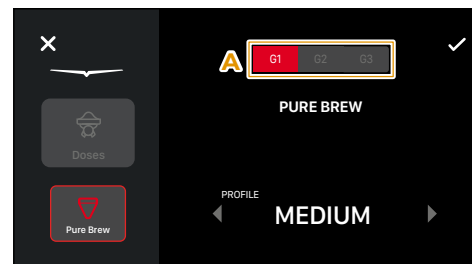 A
G1 G2 G3
PURE BREW
Doses
PROFILE
MEDIUM
Pure Brew